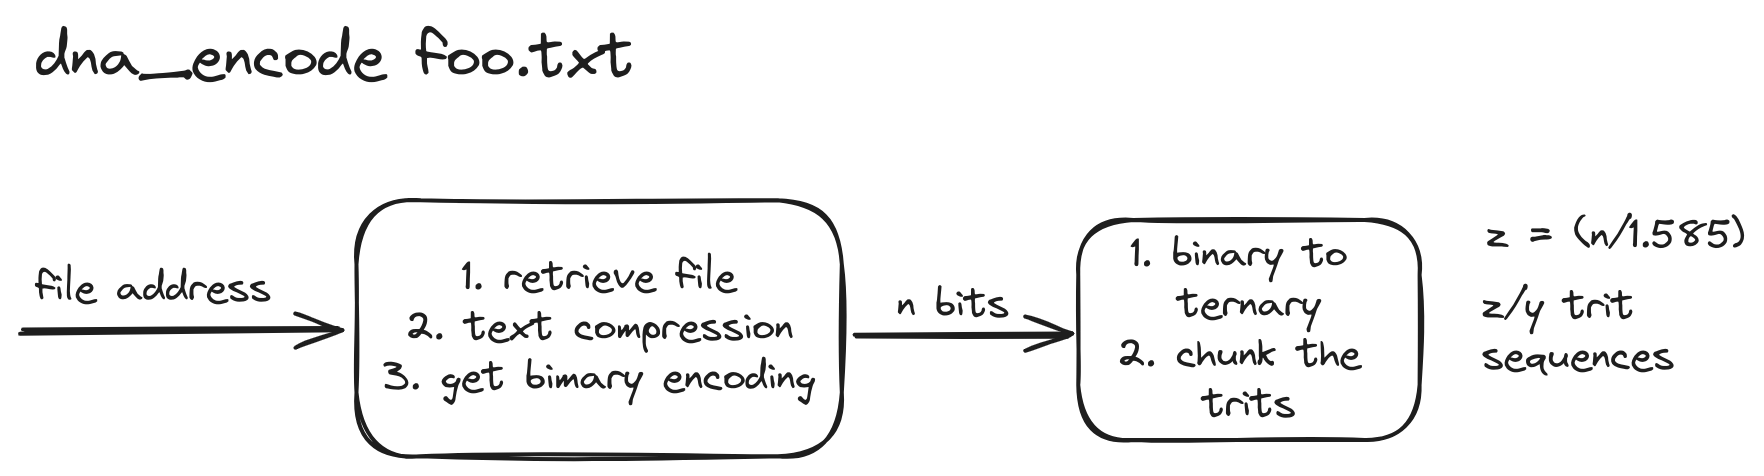 dna_encode foo.txt
file address
1. retrieve file
2. text compression
3. get bimary encoding
n bits
1. binary to
ternary
2. chunk the
trits
z = (n/1.585)
z/y trit
sequences